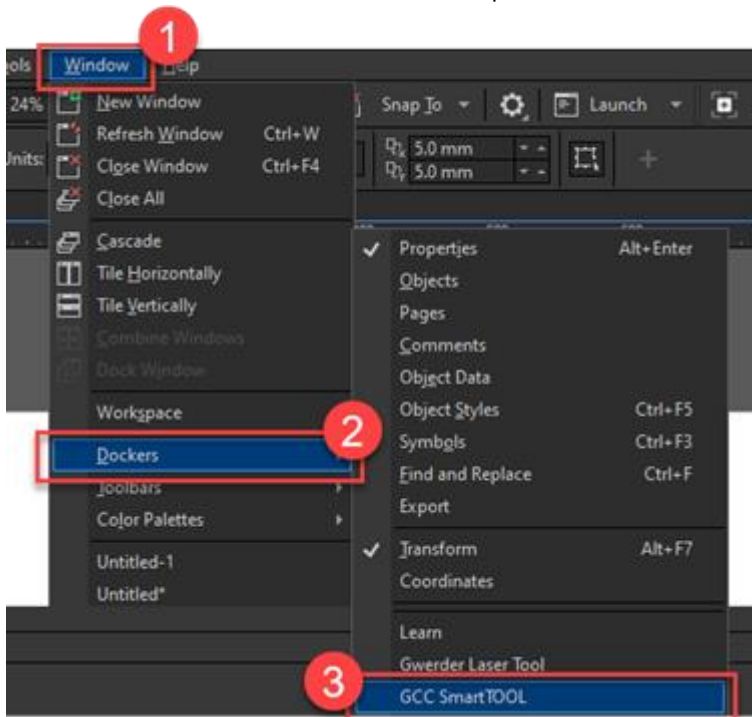 1
ools Window Help
24% New Window Snap To Launch
Refresh Window Ctrl+W
Units: Close Window Ctrl+F4 5.0 mm
5.0 mm
Close All
Cascade
Tile Horizontally
Tile Vertically
Combine Windows
Dock Window
Workspace
2
Dockers
Toolbars
Color Palettes
Untitled-1
Untitled*
Properties Alt+Enter
Objects
Pages
Comments
Object Data
Object Styles Ctrl+F5
Symbols Ctrl+F3
Find and Replace Ctrl+F
Export
Transform Alt+F7
Coordinates
Learn
Gwerder Laser Tool
3
GCC SmartTOOL